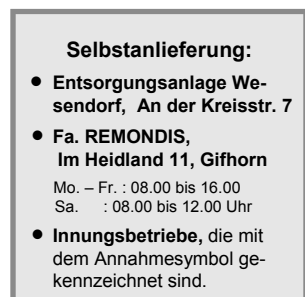 Selbstanlieferung:
● Entsorgungsanlage We-
sendorf, An der Kreisstr. 7
● Fa. REMONDIS,
Im Heidland 11, Gifhorn
Mo. – Fr. : 08.00 bis 16.00
Sa. : 08.00 bis 12.00 Uhr
● Innungsbetriebe, die mit
dem Annahmesymbol ge-
kennzeichnet sind.